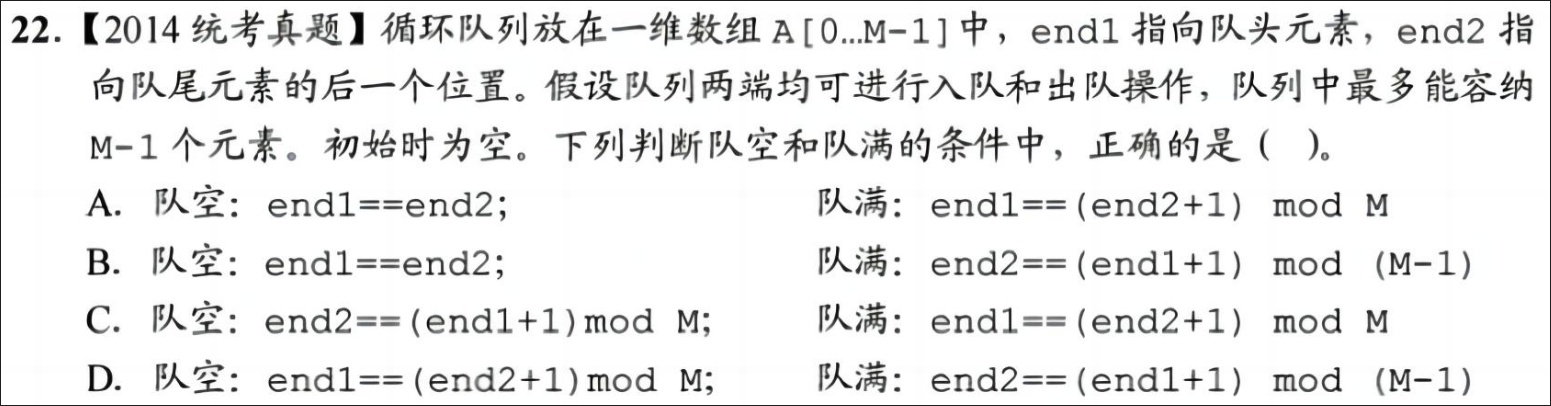 22.【2014统考真题】循环队列放在一维数组 A[0…M-1]中，end1 指向队头元素，end2 指
向队尾元素的后一个位置。假设队列两端均可进行入队和出队操作，队列中最多能容纳
M-1 个元素。初始时为空。下列判断队空和队满的条件中，正确的是（ ）。
A. 队空：end1==end2; 队满：end1==(end2+1) mod M
B. 队空：end1==end2; 队满：end2==(end1+1) mod (M-1)
C. 队空：end2==(end1+1)mod M; 队满：end1==(end2+1) mod M
D. 队空：end1==(end2+1)mod M; 队满：end2==(end1+1) mod (M-1)